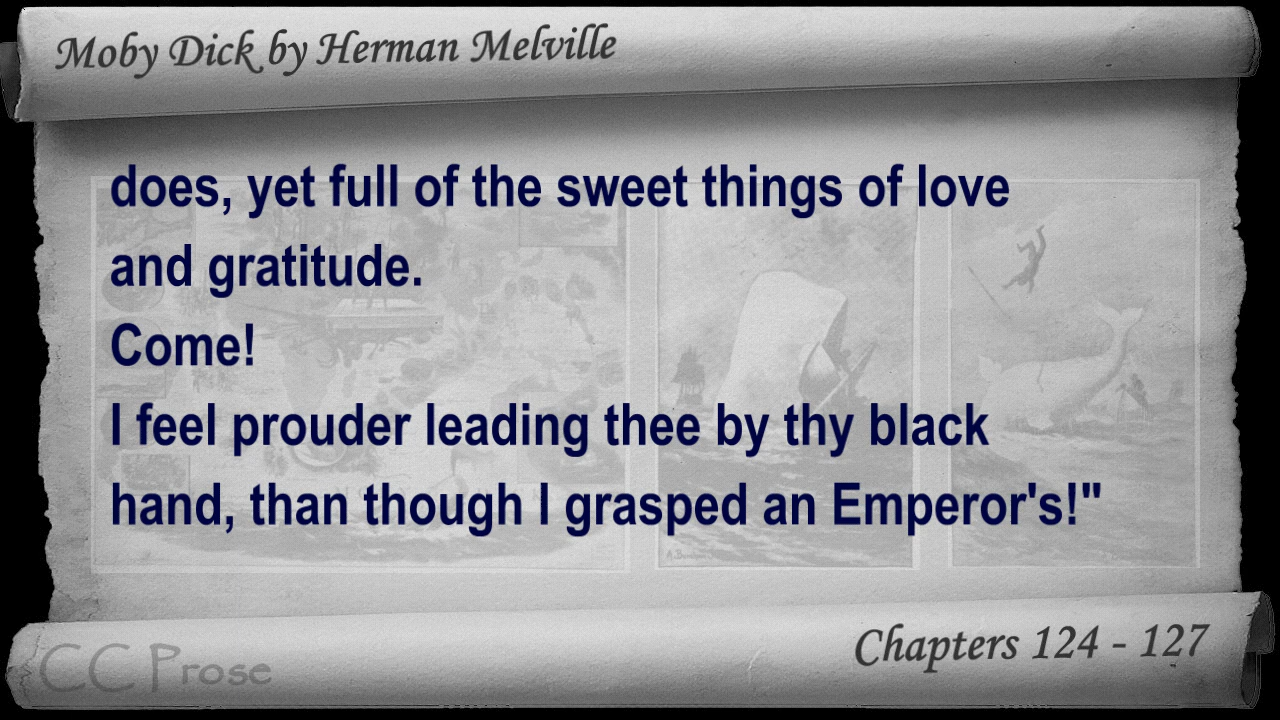 Moby Dick by Herman Melville
does, yet full of the sweet things of love
and gratitude.
Come!
I feel prouder leading thee by thy black
hand, than though I grasped an Emperor's!"
Chapters 124 - 127
CC Prose